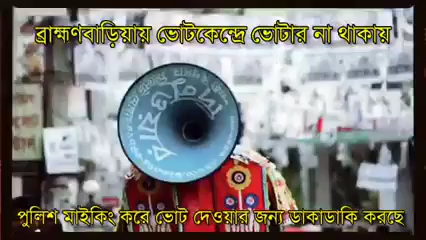 ব্রাহ্মণবাড়িয়ায় ভোটকেন্দ্রে ভোটার না থাকায়
পুলিশ মাইকিং করে ভোট দেওয়ার জন্য ডাকাডাকি করছে